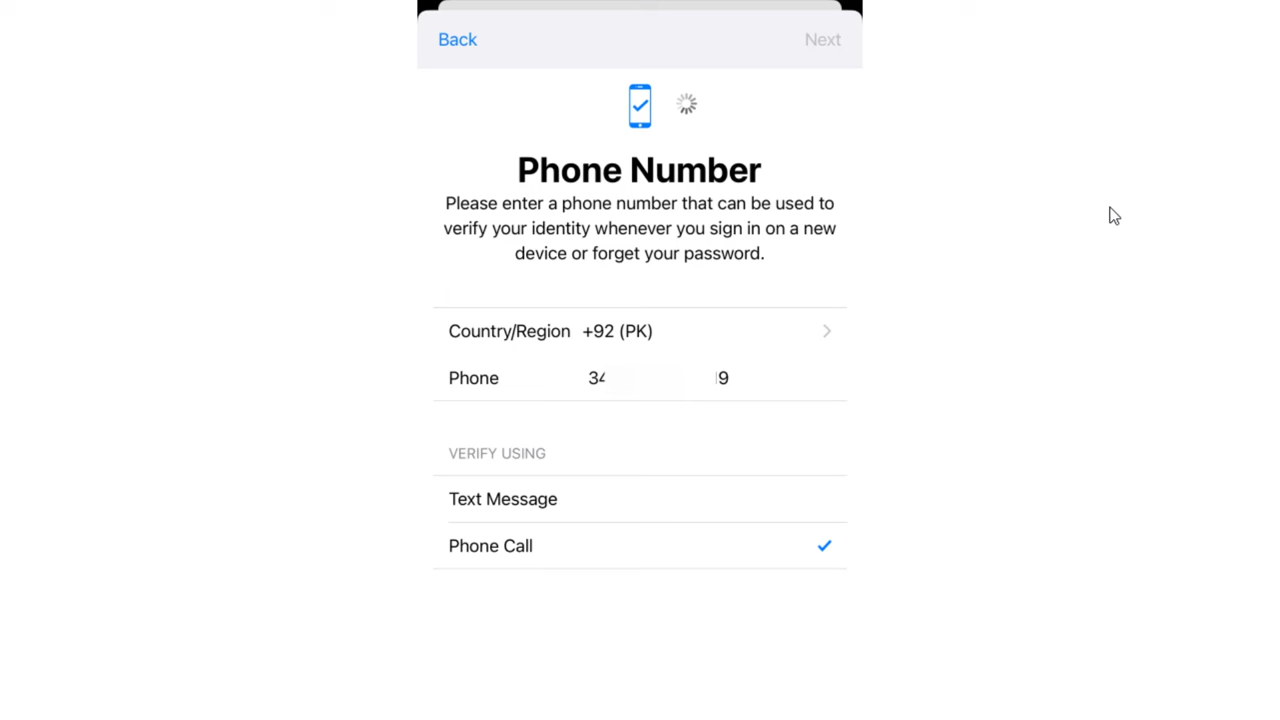 Back
Next
Phone Number
Please enter a phone number that can be used to
verify your identity whenever you sign in on a new
device or forget your password.
Country/Region +92 (PK)
Phone 34 9
VERIFY USING
Text Message
Phone Call